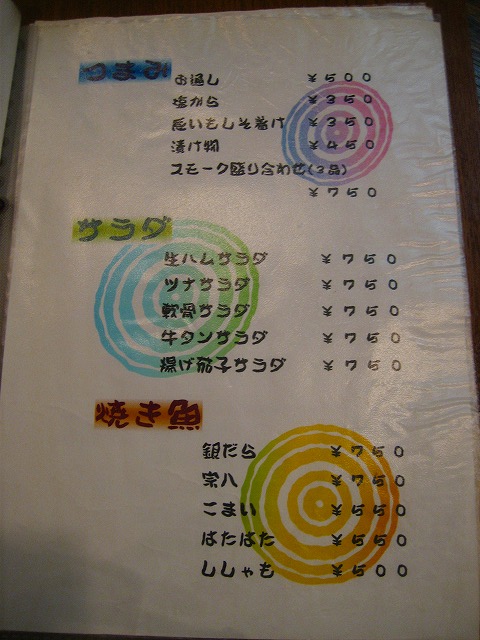 つまみ
お通し ¥500
塩から ¥350
長いもしそ着け ¥350
漬け物 ¥450
スモーク盛り合わせ(3品)
¥750
サラダ
生ハムサラダ ¥750
ツナサラダ ¥750
軟骨サラダ ¥750
牛タンサラダ ¥750
揚げ茄子サラダ ¥750
焼き魚
銀だら ¥750
宗八 ¥750
こまい ¥550
はたはた ¥550
ししゃも ¥500